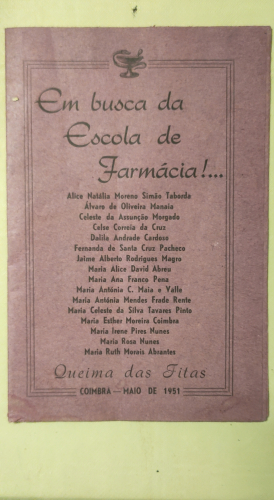 Em busca da
Escola de
Farmácia!...
Alice Natália Moreno Simão Taborda
Álvaro de Oliveira Manaia
Celeste da Assunção Morgado
Celso Correia da Cruz
Dalila Andrade Cardoso
Fernanda de Santa Cruz Pacheco
Jaime Alberto Rodrigues Magro
Maria Alice David Abreu
Maria Ana Franco Pena
Maria Antónia C. Maia e Valle
Maria Antónia Mendes Frade Rente
Maria Celeste da Silva Tavares Pinto
Maria Esther Moreira Coimbra
Maria Irene Pires Nunes
Maria Rosa Nunes
Maria Ruth Morais Abrantes
Queima das Fitas
COIMBRA — MAIO DE 1951